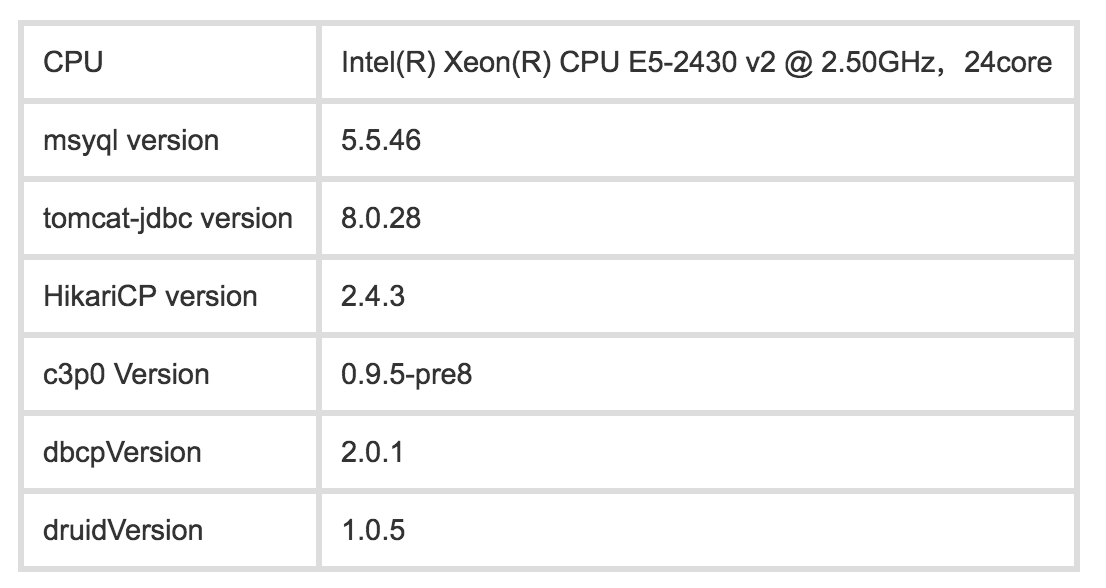 CPU Intel(R) Xeon(R) CPU E5-2430 v2 @ 2.50GHz，24core
msyql version 5.5.46
tomcat-jdbc version 8.0.28
HikariCP version 2.4.3
c3p0 Version 0.9.5-pre8
dbcpVersion 2.0.1
druidVersion 1.0.5